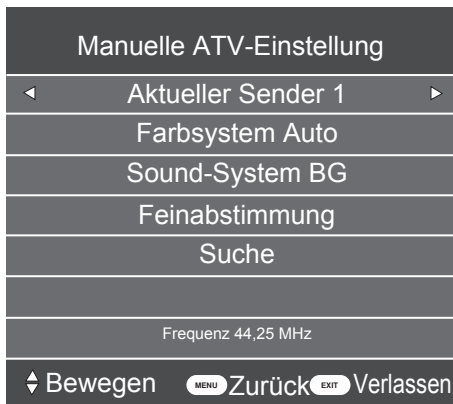 Manuelle ATV-Einstellung
Aktueller Sender 1
Farbsystem Auto
Sound-System BG
Feinabstimmung
Suche
Frequenz 44,25 MHz
Bewegen MENU Zurück EXIT Verlassen